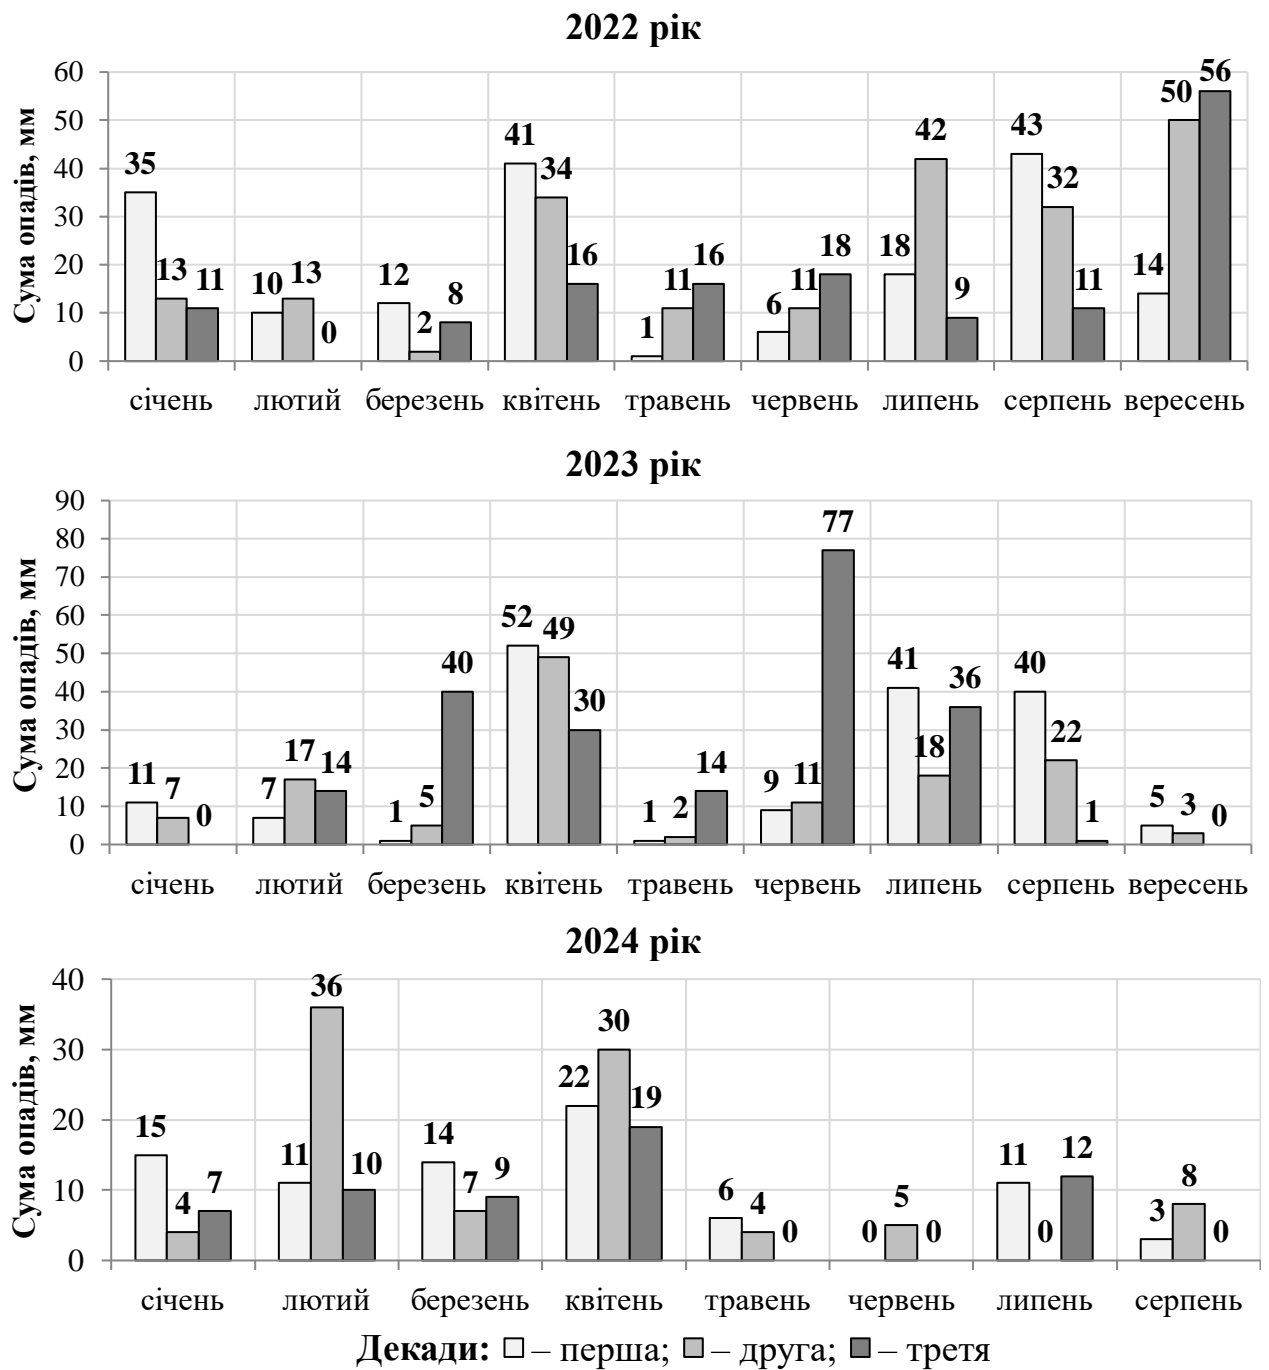 2022 рік
Сума опадів, мм
60
50
40
30
20
10
0
35 13 11 10 13 0 12 2 8 41 34 16 1 11 16 6 11 18 18 42 9 43 32 11 14 50 56
січень лютий березень квітень травень червень липень серпень вересень
2023 рік
Сума опадів, мм
90
80
70
60
50
40
30
20
10
0
11 7 0 7 17 14 1 5 40 52 49 30 1 2 14 9 11 77 41 18 36 40 22 1 5 3 0
січень лютий березень квітень травень червень липень серпень вересень
2024 рік
Сума опадів, мм
40
30
20
10
0
15 4 7 11 36 10 14 7 9 22 30 19 6 4 0 0 5 0 11 0 12 3 8 0
січень лютий березень квітень травень червень липень серпень
Декади: – перша; – друга; – третя